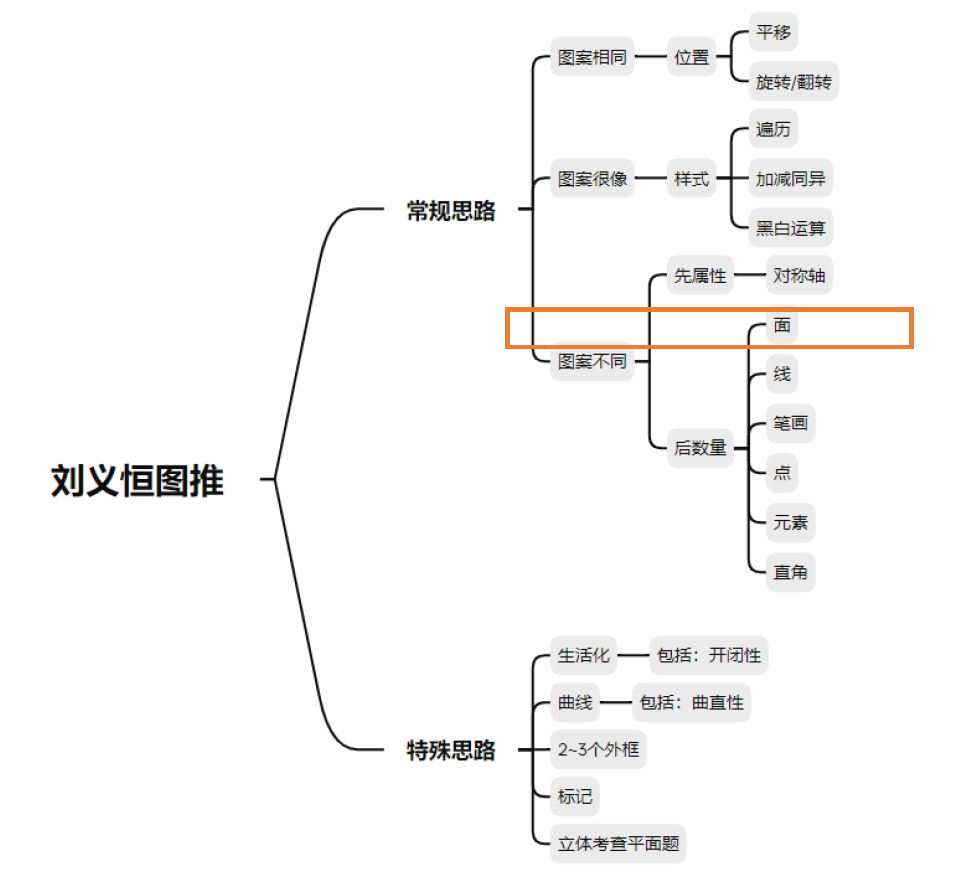 刘义恒图推
常规思路
图案相同
位置
平移
旋转/翻转
图案很像
样式
遍历
加减同异
黑白运算
图案不同
先属性
对称轴
后数量
面
线
笔画
点
元素
直角
特殊思路
生活化
包括：开闭性
曲线
包括：曲直性
2~3个外框
标记
立体考查平面题